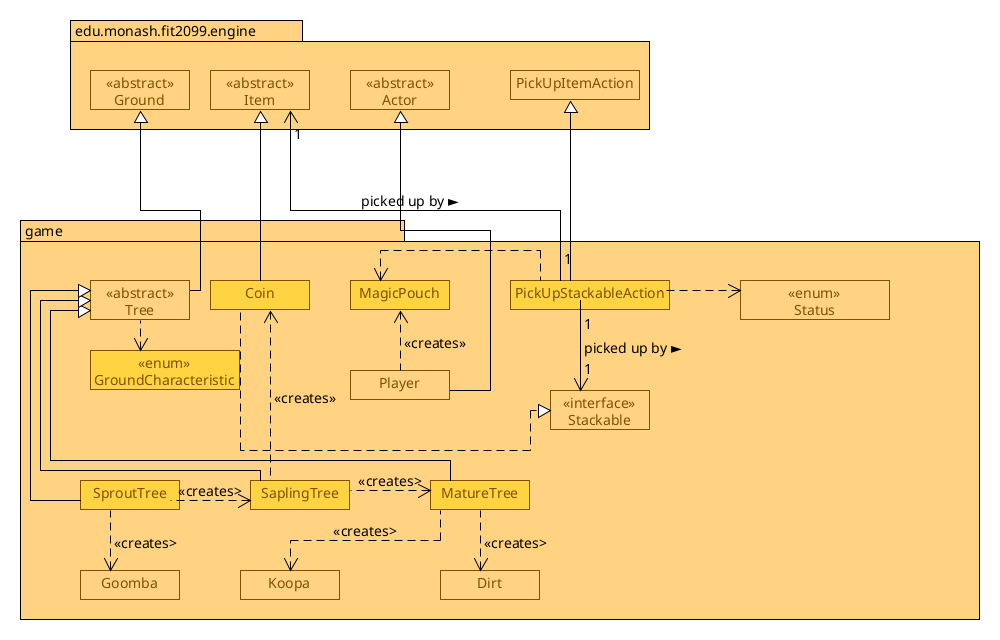 edu.monash.fit2099.engine
«abstract»
Ground
«abstract»
Item
«abstract»
Actor
PickUpItemAction
1
picked up by ►
game
1
«abstract»
Tree
Coin
MagicPouch
PickUpStackableAction
«enum»
Status
1
«creates»
picked up by ►
«enum»
GroundCharacteristic
1
Player
«creates»
«interface»
Stackable
SproutTree
«creates»
SaplingTree
«creates»
MatureTree
«creates»
«creates»
«creates»
Goomba
Koopa
Dirt